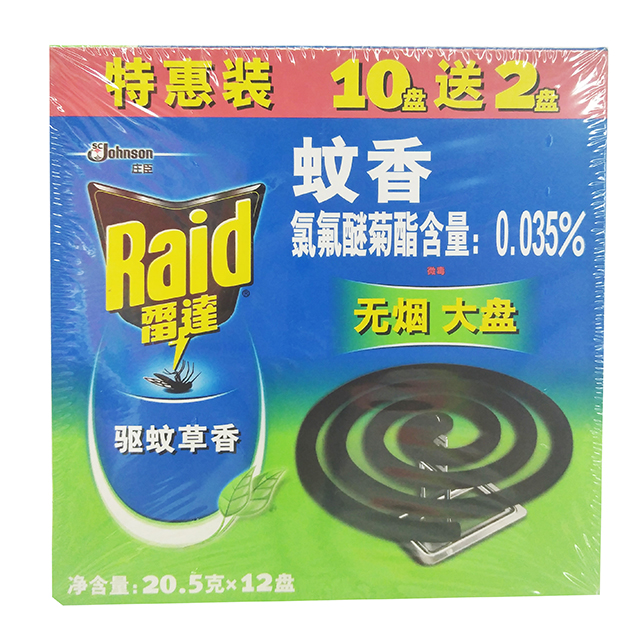 特惠装 10盘送2盘
SC Johnson
庄臣
蚊香
氯氟醚菊酯含量：0.035%
微毒
Raid®
雷達
无烟 大盘
驱蚊草香
净含量：20.5克×12盘